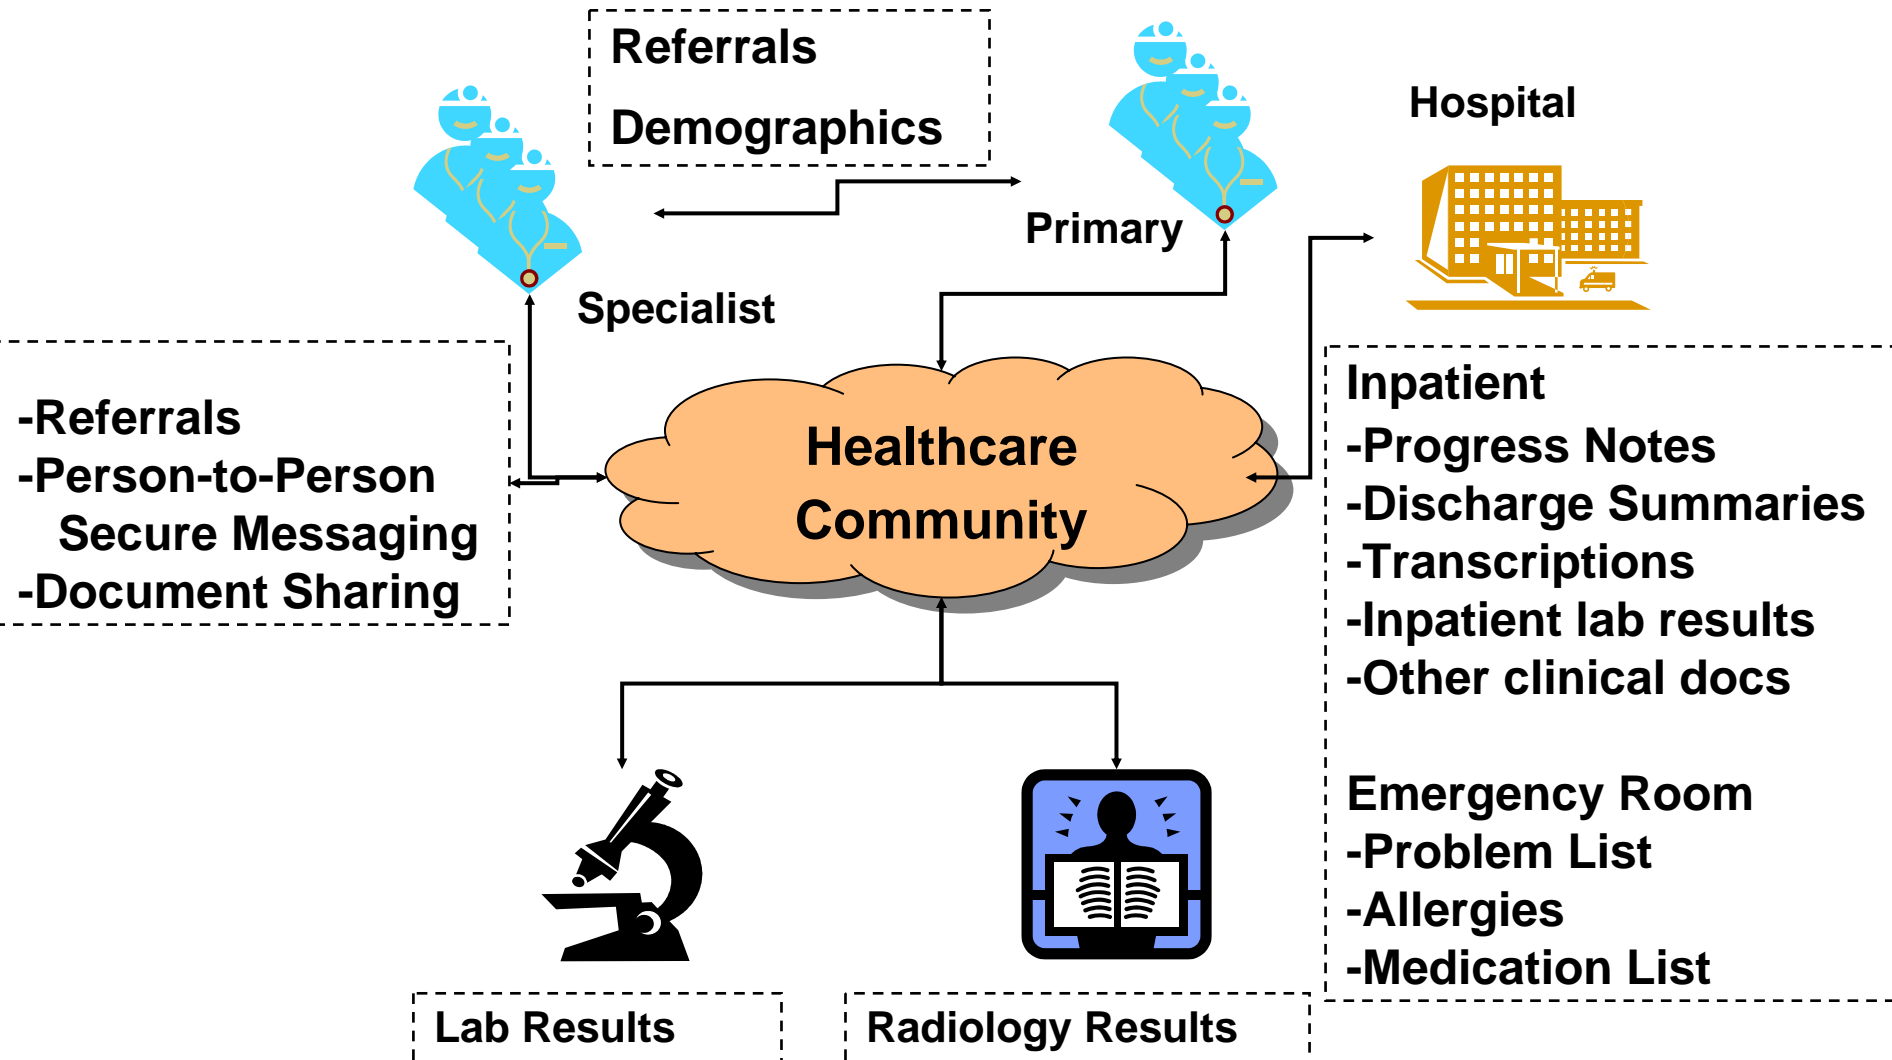 Referrals
Demographics
Hospital
Primary
Specialist
-Referrals
-Person-to-Person
Secure Messaging
-Document Sharing
Healthcare
Community
Inpatient
-Progress Notes
-Discharge Summaries
-Transcriptions
-Inpatient lab results
-Other clinical docs
Emergency Room
-Problem List
-Allergies
-Medication List
Lab Results
Radiology Results